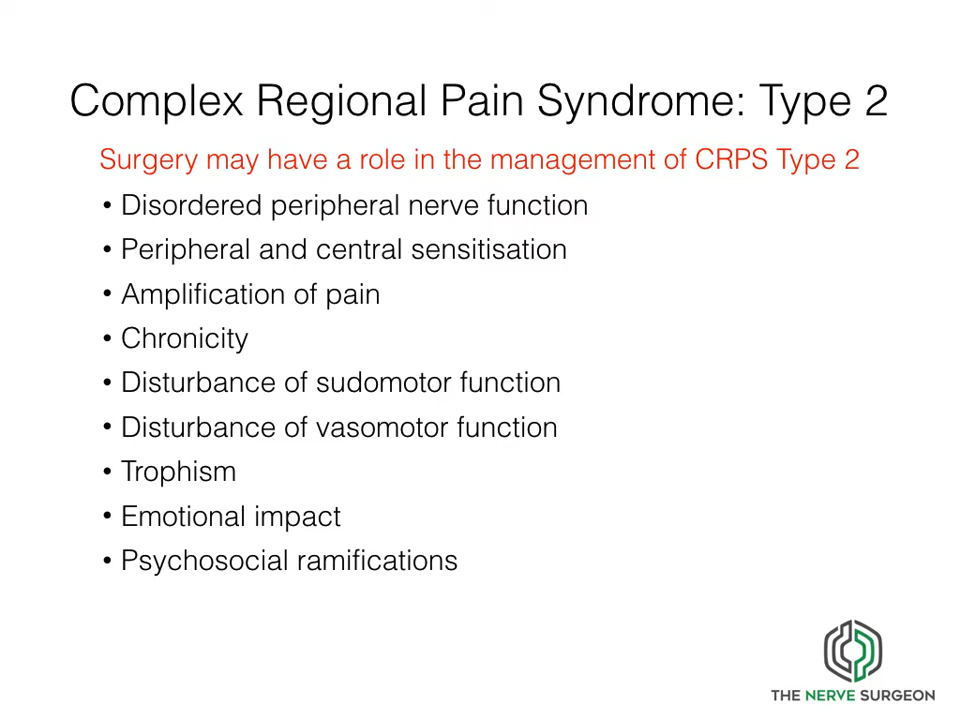 Complex Regional Pain Syndrome: Type 2
Surgery may have a role in the management of CRPS Type 2
• Disordered peripheral nerve function
• Peripheral and central sensitisation
• Amplification of pain
• Chronicity
• Disturbance of sudomotor function
• Disturbance of vasomotor function
• Trophism
• Emotional impact
• Psychosocial ramifications
THE NERVE SURGEON